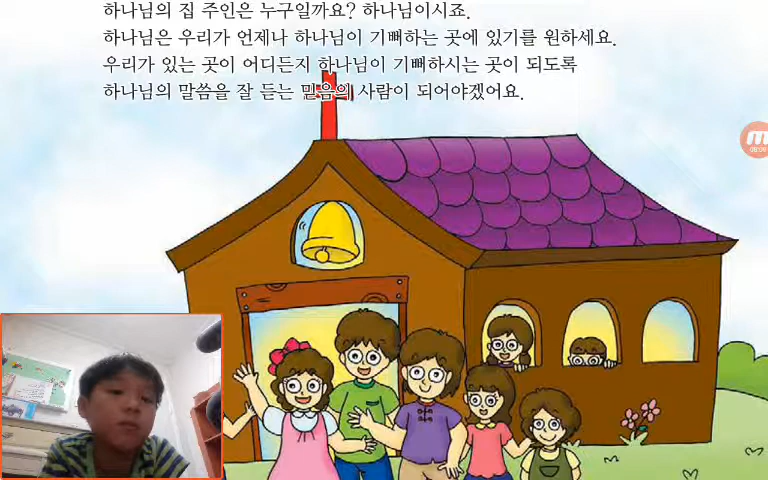 하나님의 집 주인은 누구일까요? 하나님이시죠.
하나님은 우리가 언제나 하나님이 기뻐하는 곳에 있기를 원하세요.
우리가 있는 곳이 어디든지 하나님이 기뻐하시는 곳이 되도록
하나님의 말씀을 잘 듣는 믿음의 사람이 되어야겠어요.